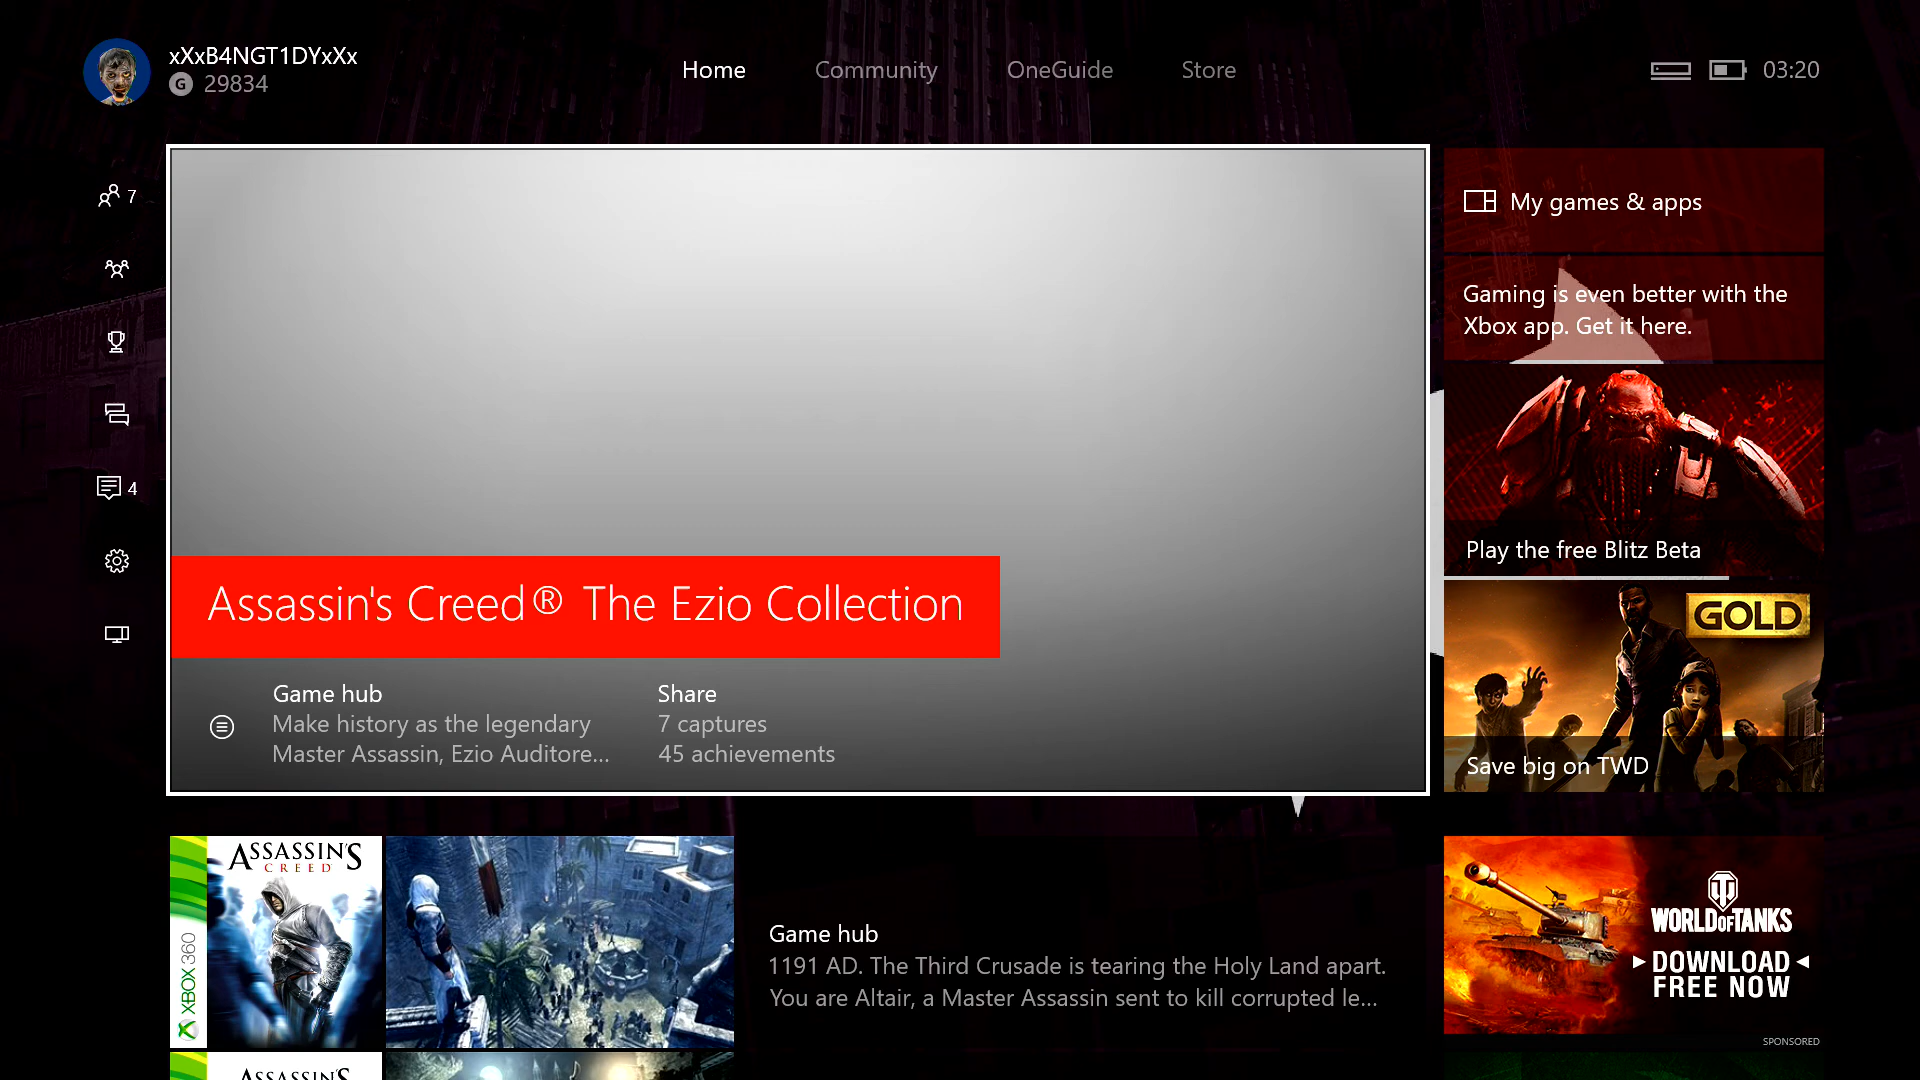 xXxB4NGT1DYxXx
G 29834
Home
Community
OneGuide
Store
03:20
7
4
Assassin's Creed® The Ezio Collection
Game hub
Make history as the legendary
Master Assassin, Ezio Auditore...
Share
7 captures
45 achievements
My games & apps
Gaming is even better with the
Xbox app. Get it here.
Play the free Blitz Beta
GOLD
Save big on TWD
ASSASSIN'S
CREED
XBOX 360
Game hub
1191 AD. The Third Crusade is tearing the Holy Land apart.
You are Altair, a Master Assassin sent to kill corrupted le...
WORLD OF TANKS
DOWNLOAD
FREE NOW
SPONSORED
ASSASSIN'S